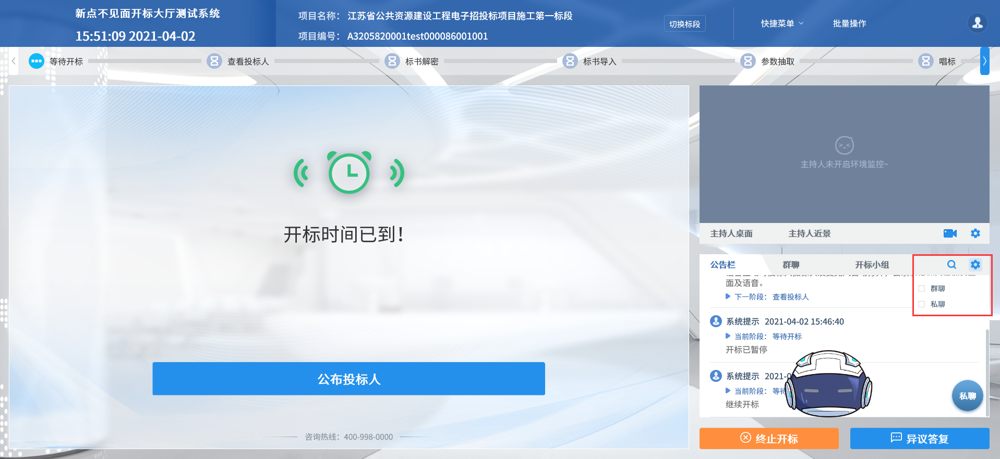 新点不见面开标大厅测试系统
15:51:09 2021-04-02
项目名称： 江苏省公共资源建设工程电子招投标项目施工第一标段
项目编号： A3205820001test000086001001
切换标段
快捷菜单
批量操作
等待开标
查看投标人
标书解密
标书导入
参数抽取
唱标
开标时间已到！
公布投标人
咨询热线：400-998-0000
>_<
主持人未开启环境监控~
主持人桌面
主持人近景
公告栏
群聊
开标小组
面及语音。
下一阶段： 查看投标人
群聊
私聊
系统提示 2021-04-02 15:46:40
当前阶段： 等待开标
开标已暂停
系统提示 2021-0
当前阶段： 等待
继续开标
私聊
终止开标
异议答复